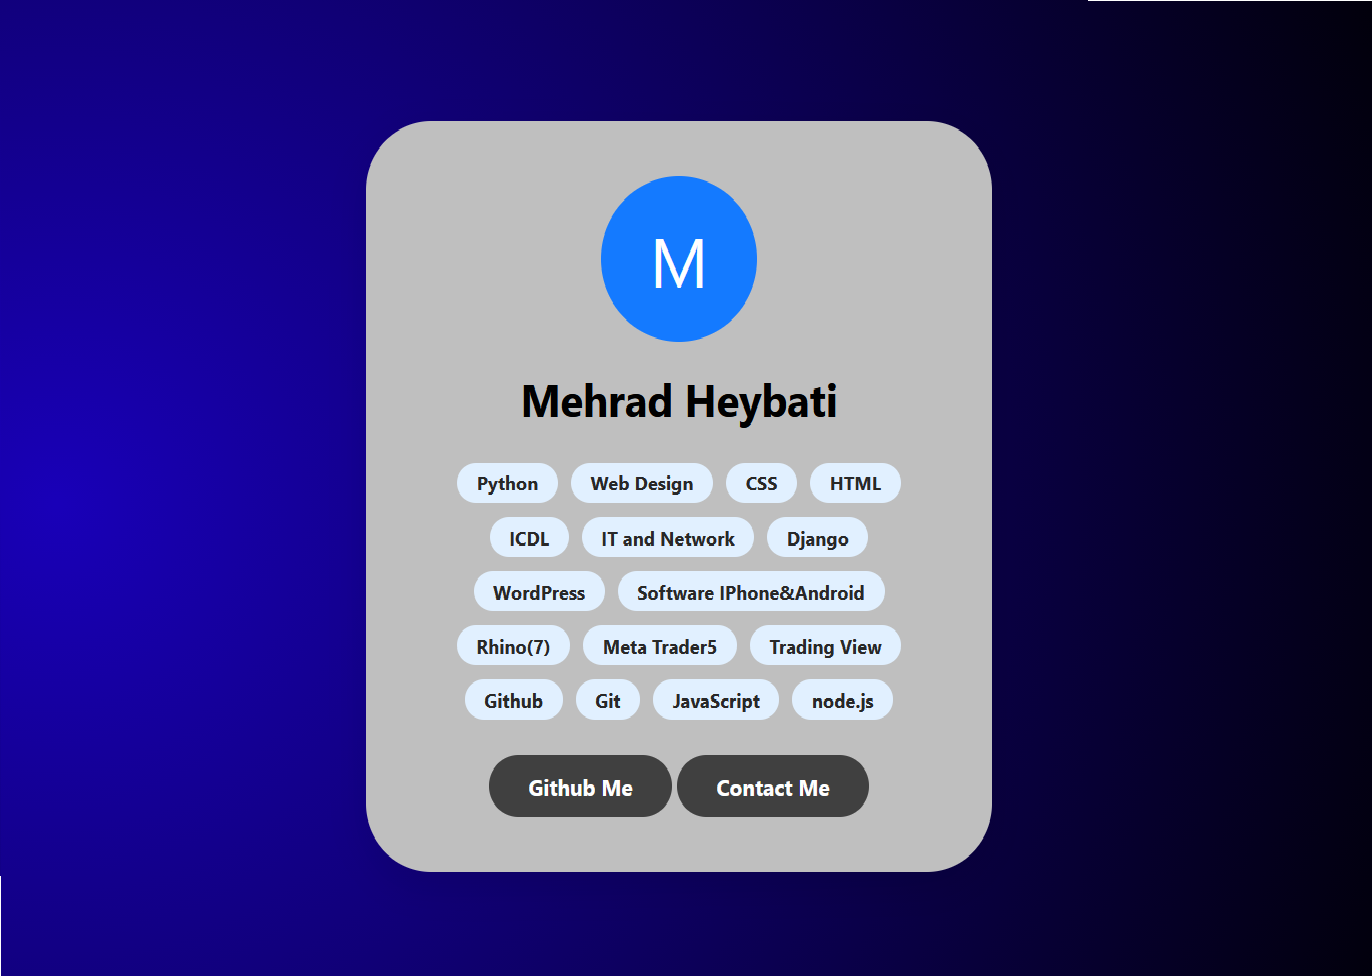 M
Mehrad Heybati
Python Web Design CSS HTML
ICDL IT and Network Django
WordPress Software IPhone&Android
Rhino(7) Meta Trader5 Trading View
Github Git JavaScript node.js
Github Me Contact Me